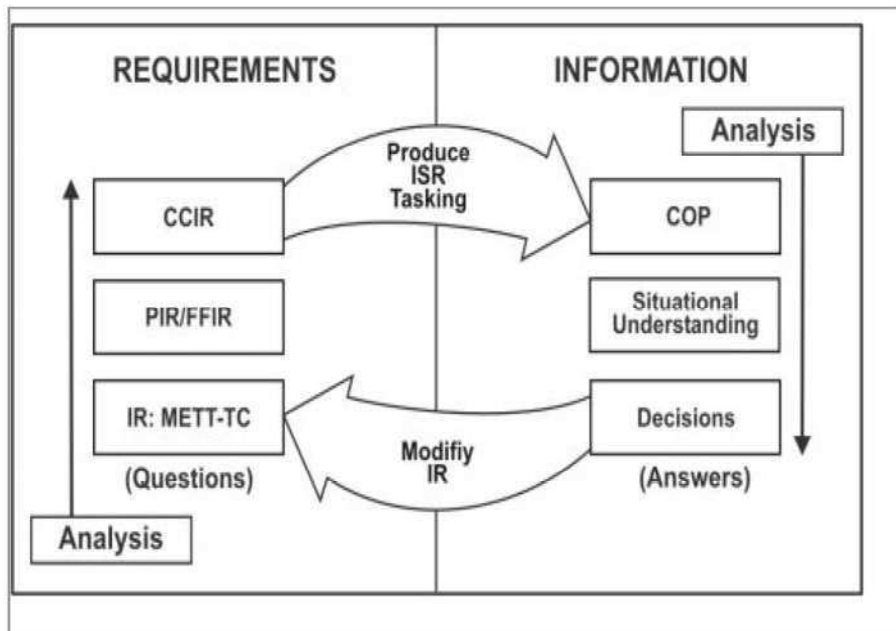 REQUIREMENTS
INFORMATION
Analysis
Produce
ISR
Tasking
CCIR
COP
PIR/FFIR
Situational
Understanding
IR: METT-TC
Decisions
Modifiy
IR
(Questions)
(Answers)
Analysis